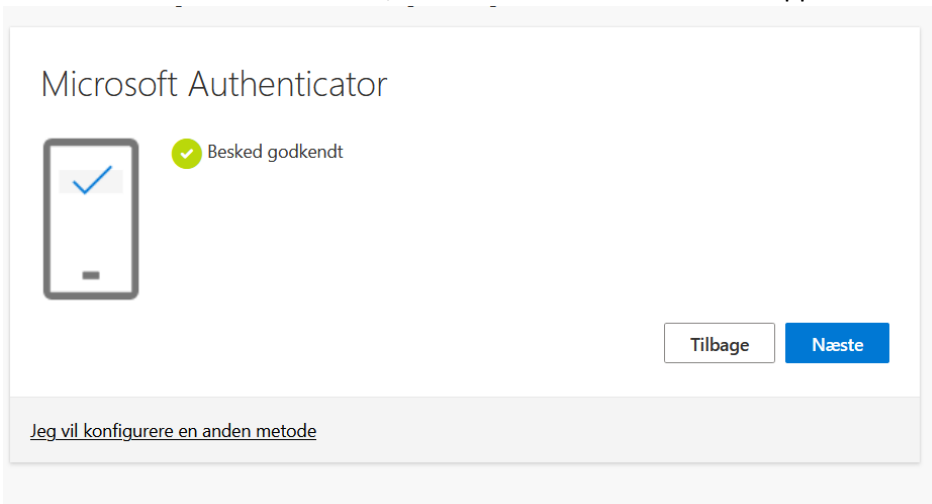 Microsoft Authenticator
Besked godkendt
Tilbage
Næste
Jeg vil konfigurere en anden metode